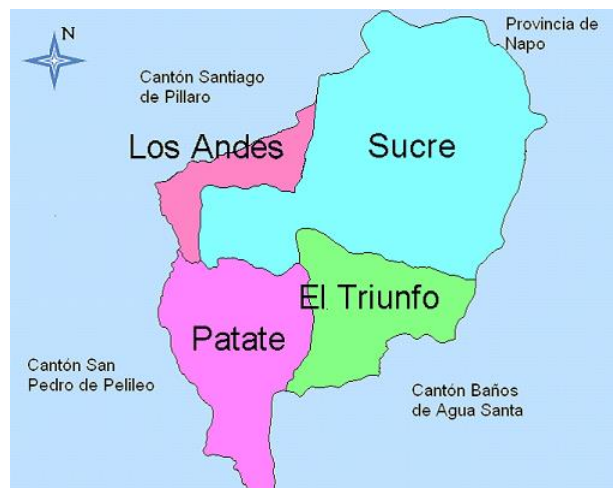 N
Provincia de
Napo
Cantón Santiago
de Pillaro
Los Andes
Sucre
El Triunfo
Patate
Cantón San
Pedro de Pelileo
Cantón Baños
de Agua Santa